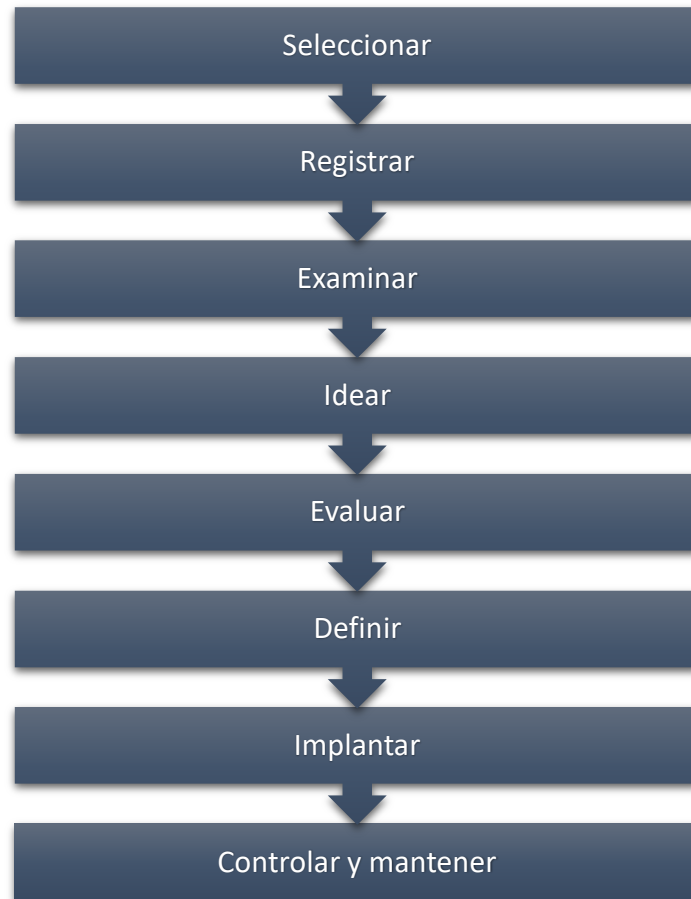 Seleccionar
Registrar
Examinar
Idear
Evaluar
Definir
Implantar
Controlar y mantener